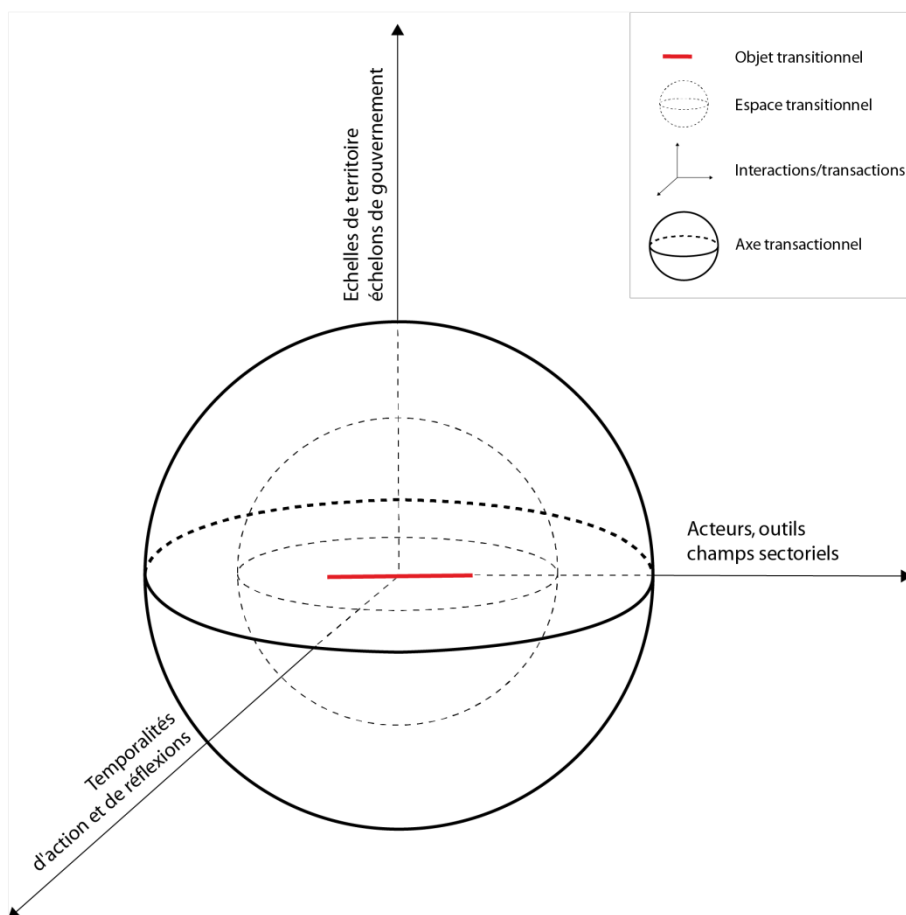 Objet transitionnel
Espace transitionnel
Interactions/transactions
Axe transactionnel
Echelles de territoire
échelons de gouvernement
Acteurs, outils
champs sectoriels
Temporalités
d'action et de réflexions